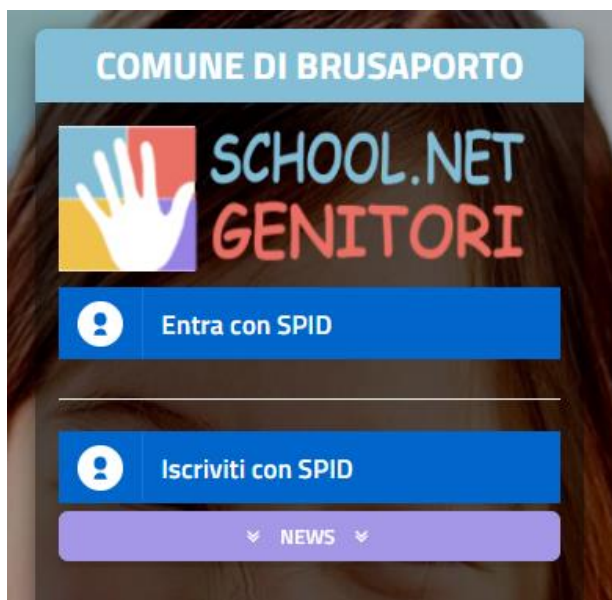 COMUNE DI BRUSAPORTO
SCHOOL.NET
GENITORI
Entra con SPID
Iscriviti con SPID
NEWS